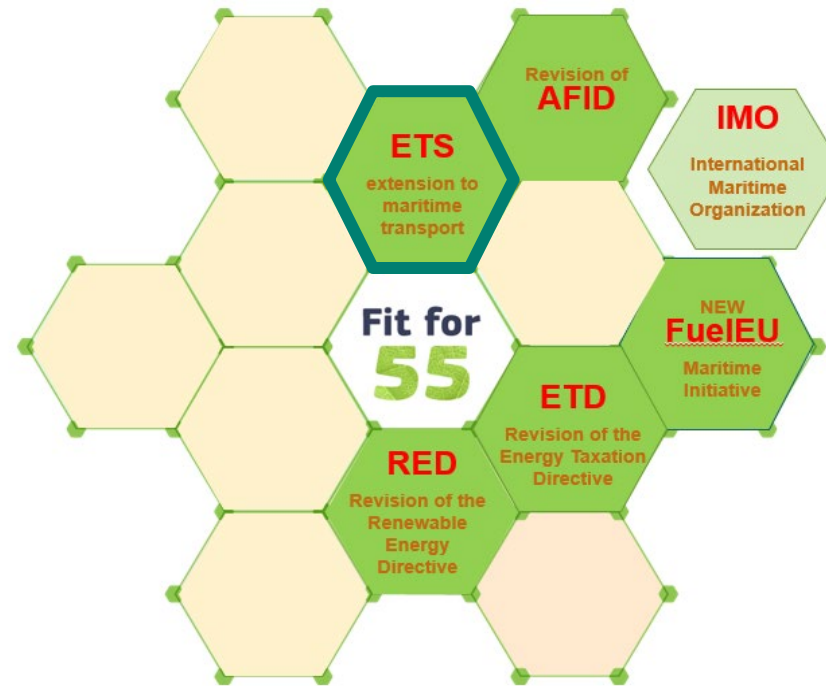 Revision of
AFID
IMO
International
Maritime
Organization
ETS
extension to
maritime
transport
Fit for
55
NEW
FuelEU
Maritime
Initiative
ETD
Revision of the
Energy Taxation
Directive
RED
Revision of the
Renewable
Energy
Directive